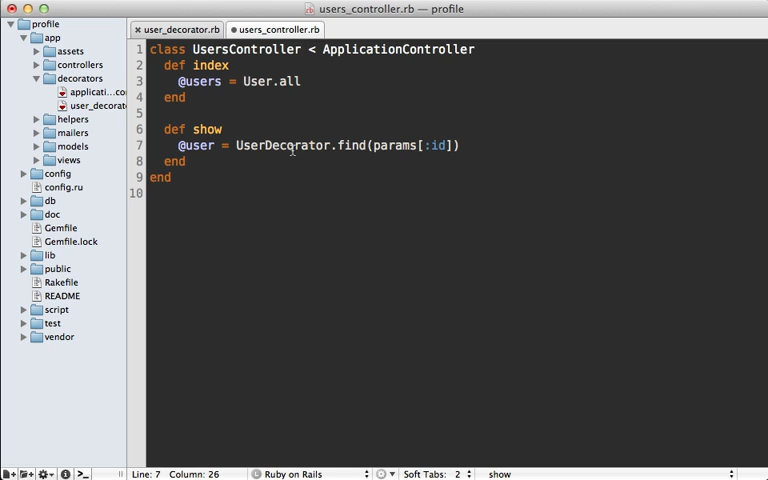 users_controller.rb — profile
profile
app
assets
controllers
decorators
applicati...co
user_decorat
helpers
mailers
models
views
config
config.ru
db
doc
Gemfile
Gemfile.lock
lib
public
Rakefile
README
script
test
vendor
user_decorator.rb
users_controller.rb
1 class UsersController < ApplicationController
2 def index
3 @users = User.all
4 end
5
6 def show
7 @user = UserDecorator.find(params[:id])
8 end
9 end
10
Line: 7 Column: 26 Ruby on Rails Soft Tabs: 2 show